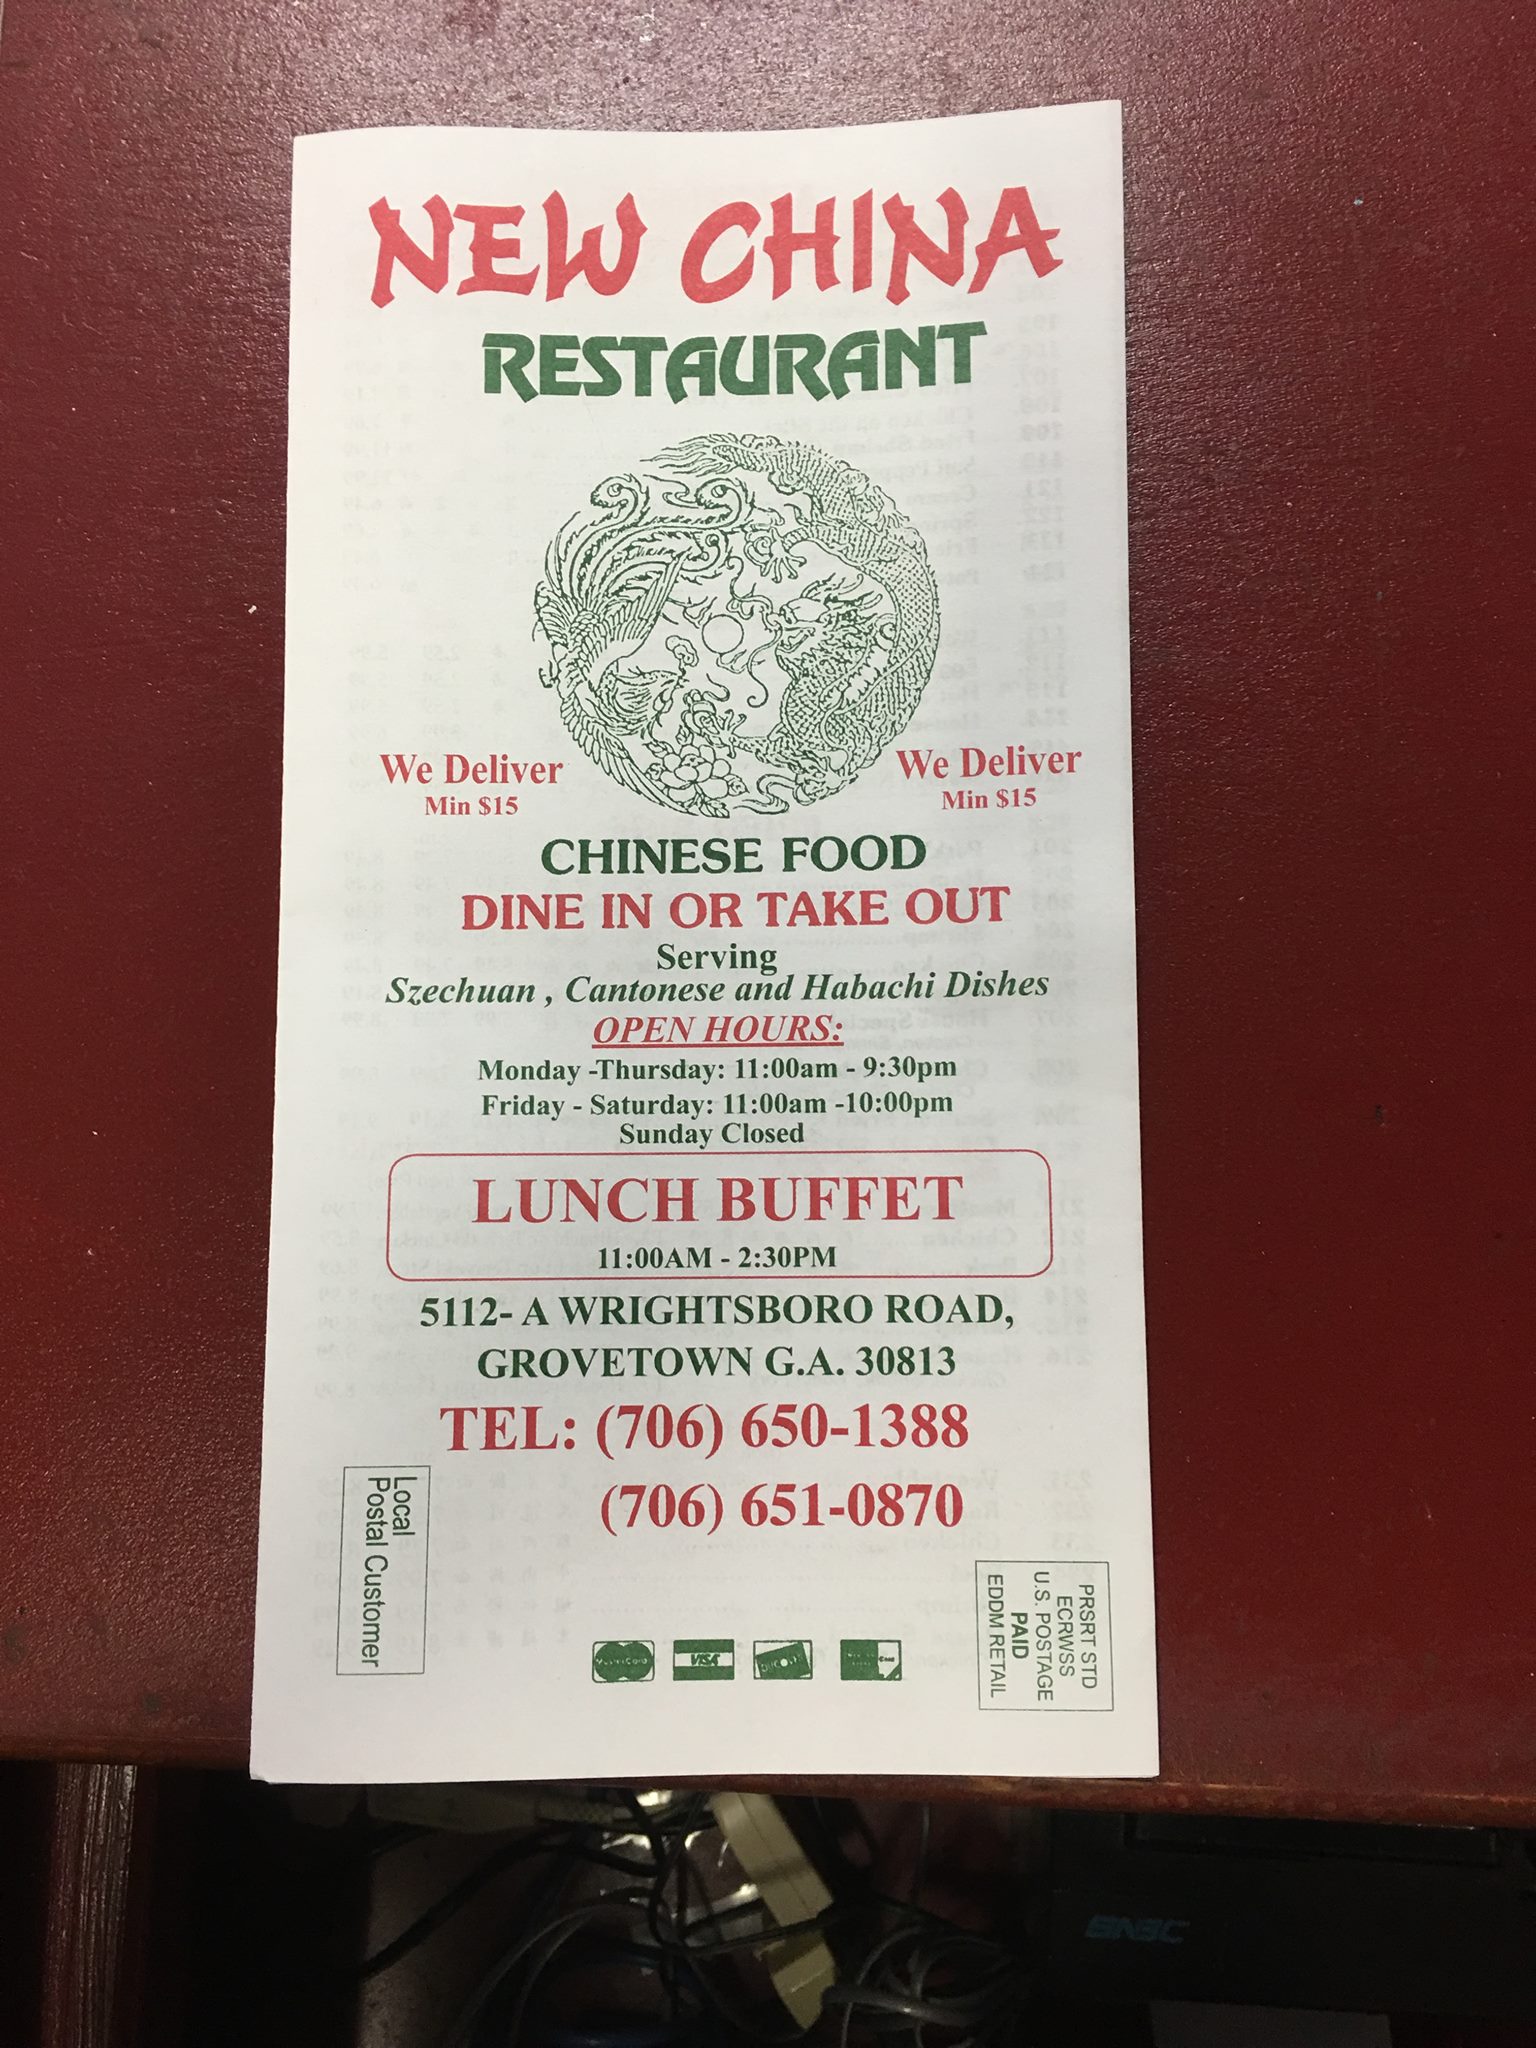 NEW CHINA
RESTAURANT
We Deliver
Min $15
We Deliver
Min $15
CHINESE FOOD
DINE IN OR TAKE OUT
Serving
Szechuan , Cantonese and Habachi Dishes
OPEN HOURS:
Monday -Thursday: 11:00am - 9:30pm
Friday - Saturday: 11:00am -10:00pm
Sunday Closed
LUNCH BUFFET
11:00AM - 2:30PM
5112- A WRIGHTSBORO ROAD,
GROVETOWN G.A. 30813
TEL: (706) 650-1388
(706) 651-0870
Local
Postal Customer
PRSRT STD
ECRWSS
U.S. POSTAGE
PAID
EDDM RETAIL
MasterCard
VISA